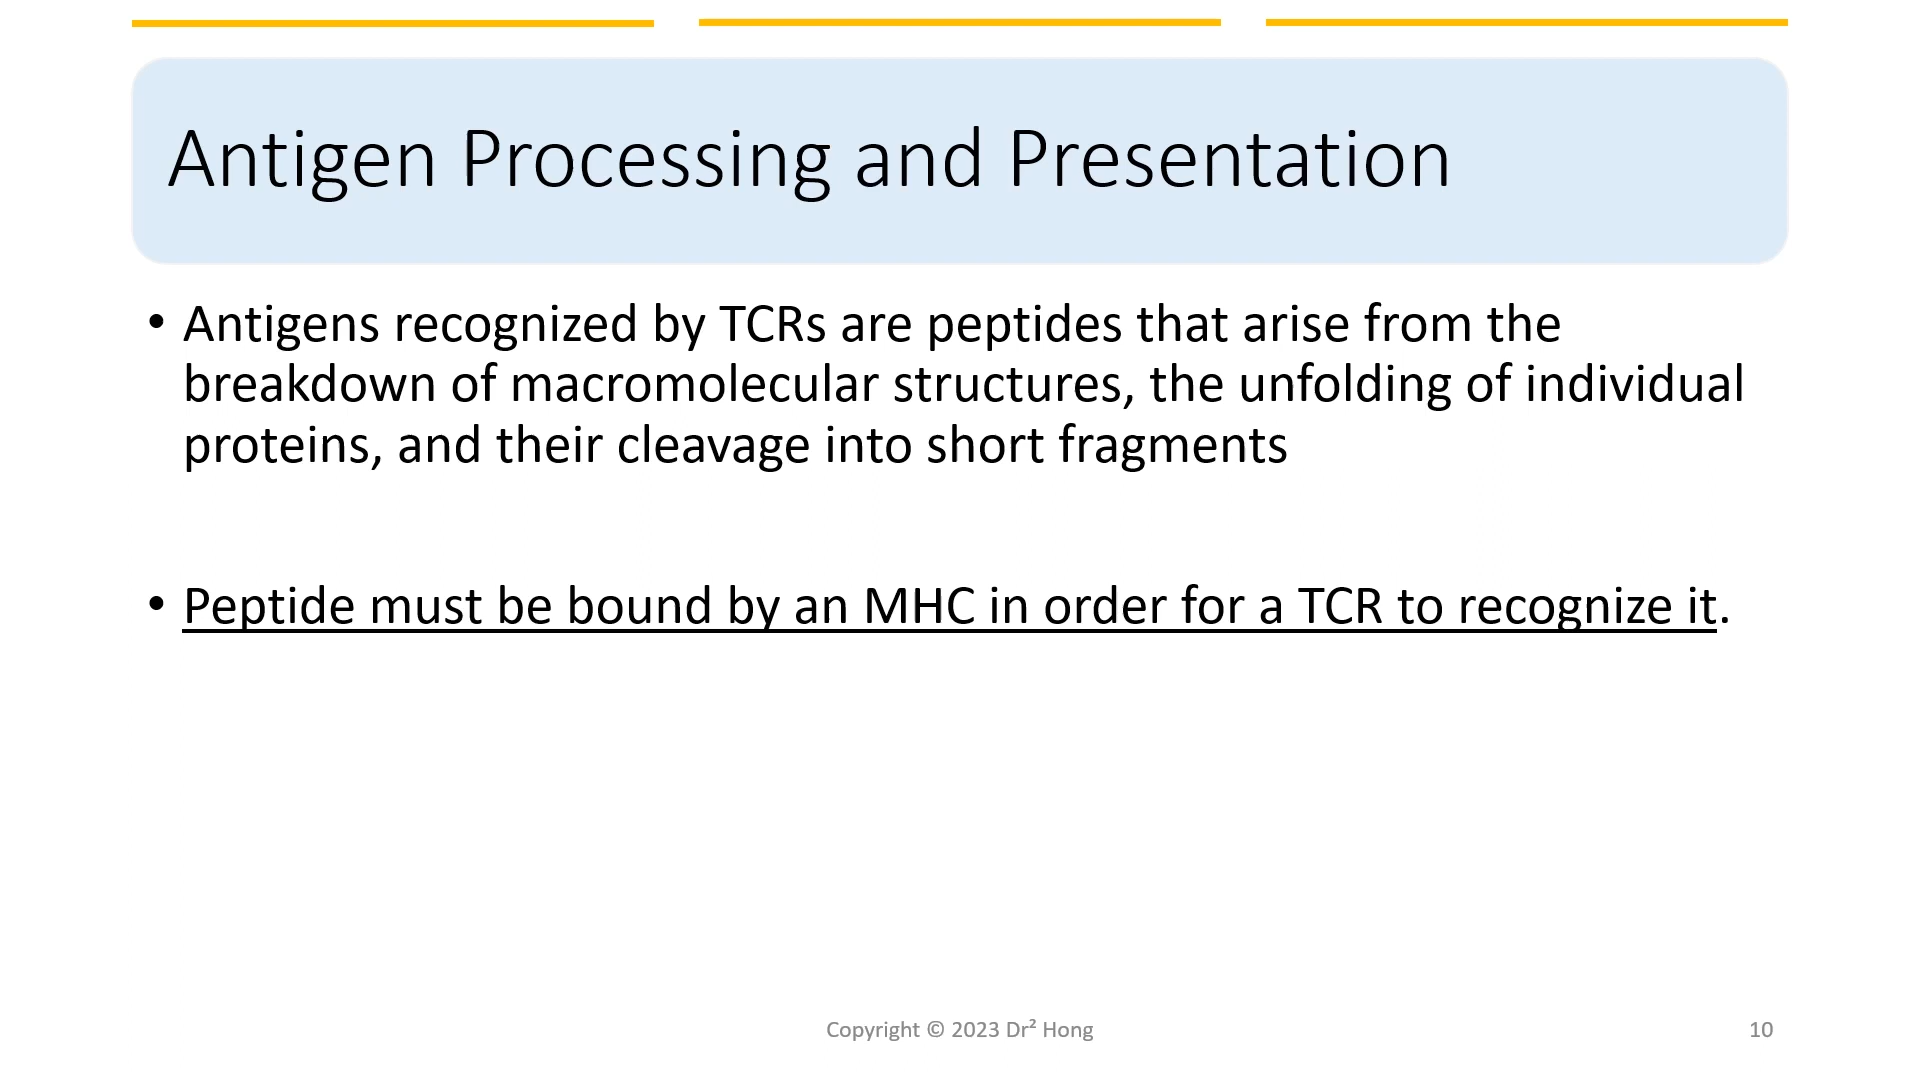 Antigen Processing and Presentation
• Antigens recognized by TCRs are peptides that arise from the
breakdown of macromolecular structures, the unfolding of individual
proteins, and their cleavage into short fragments
• Peptide must be bound by an MHC in order for a TCR to recognize it.
Copyright © 2023 Dr² Hong
10